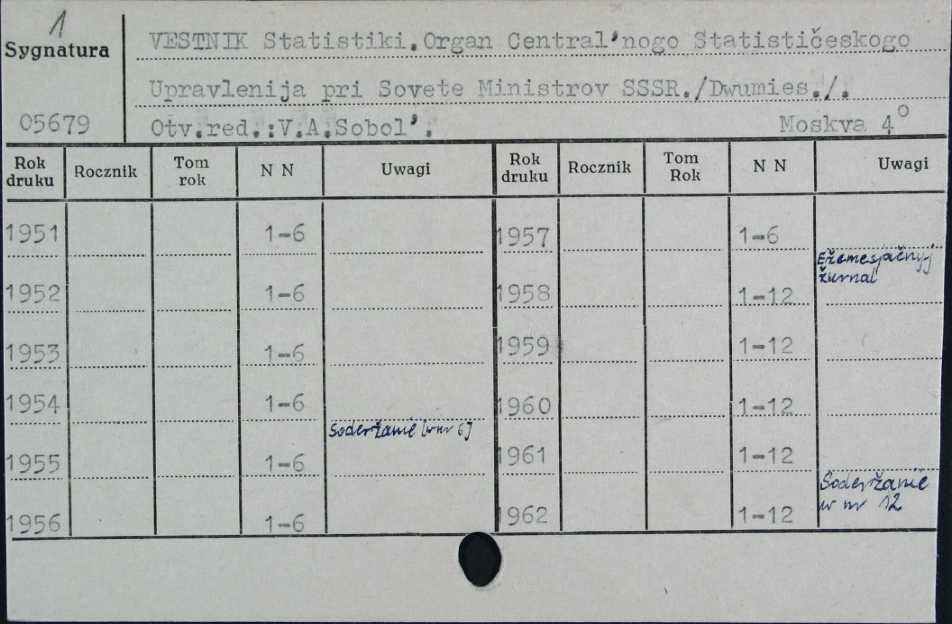 1
Sygnatura
VESTNIK Statistiki.Organ Central'nogo Statističeskogo
Upravlenija pri Sovete Ministrov SSSR./Dwumies./.
05679 Otv.red.:V.A.Sobol'. Moskva 4°
Rok druku Rocznik Tom rok N N Uwagi Rok druku Rocznik Tom Rok N N Uwagi
1951 1-6 1957 1-6
Ežemesjačnyj
žurnal
1952 1-6 1958 1-12
1953 1-6 1959 1-12
1954 1-6 1960 1-12
Soderžanie [w nr 6]
1955 1-6 1961 1-12
Soderžanie
w nr 12
1956 1-6 1962 1-12